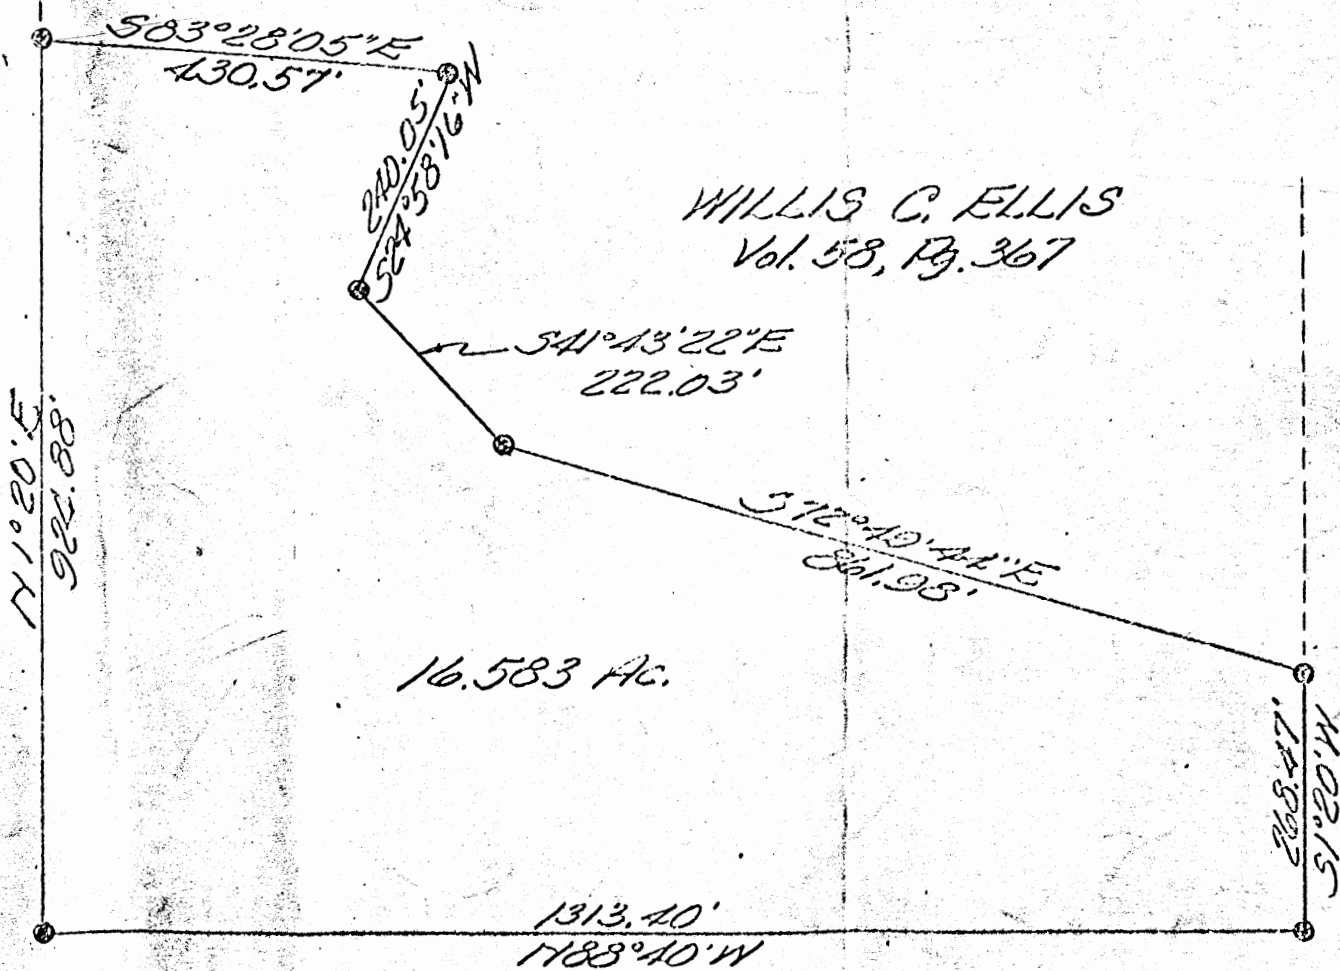 S83°28'05"E
430.57'
240.05'
S24°58'16"W
WILLIS C. ELLIS
Vol. 58, Pg. 367
S41°43'22"E
222.03'
N1°20'E
924.88'
S72°49'44"E
861.98'
16.583 Ac.
268.47'
S1°20'W
1313.40'
N88°40'W